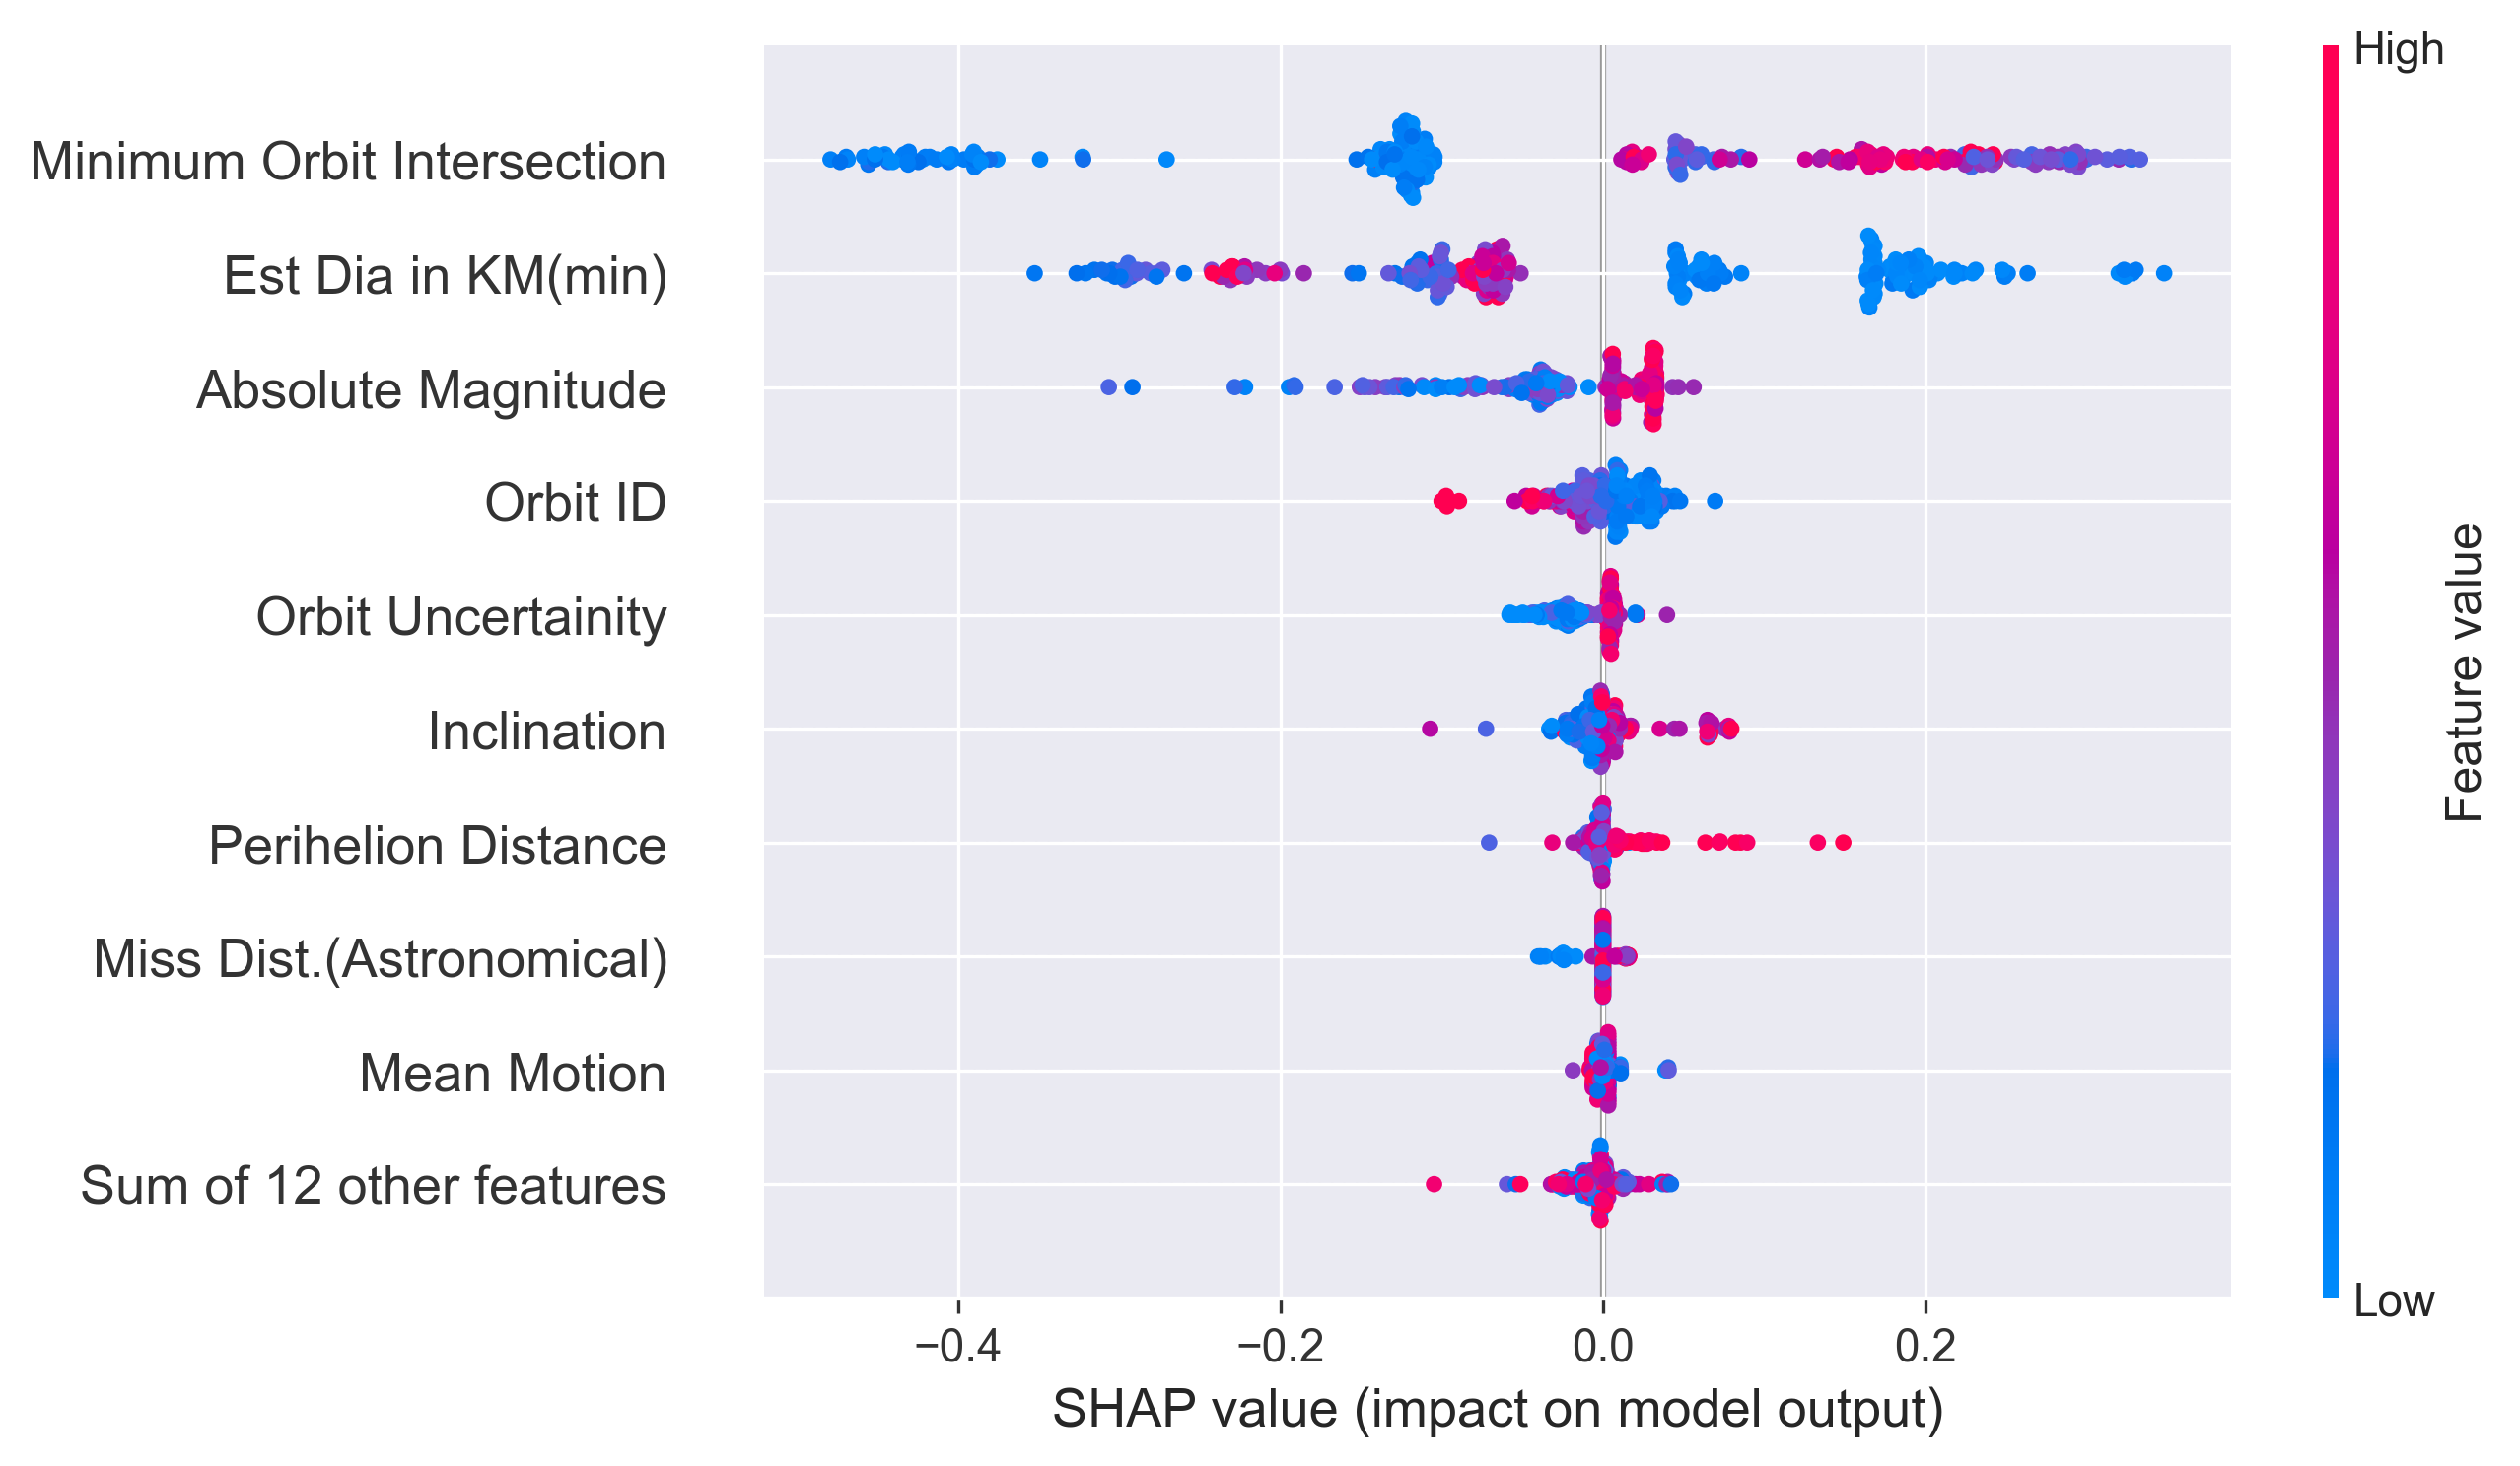 High
Minimum Orbit Intersection
Est Dia in KM(min)
Absolute Magnitude
Orbit ID
Orbit Uncertainity
Inclination
Perihelion Distance
Miss Dist.(Astronomical)
Mean Motion
Sum of 12 other features
Feature value
Low
−0.4 −0.2 0.0 0.2
SHAP value (impact on model output)